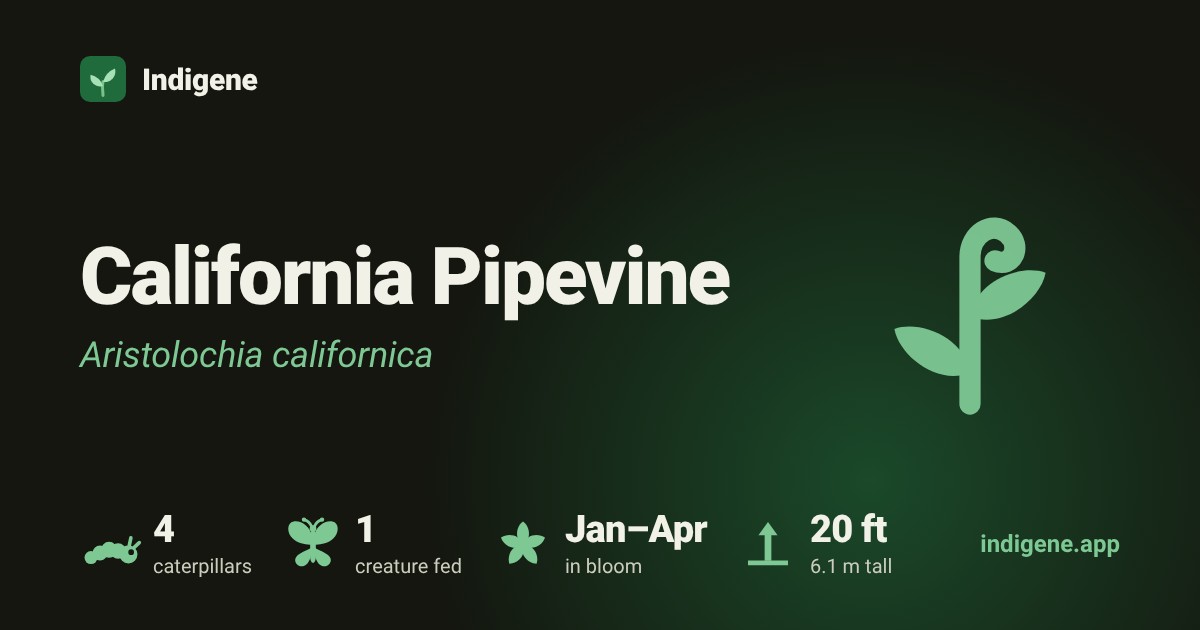 Indigene
California Pipevine
Aristolochia californica
4
caterpillars
1
creature fed
Jan–Apr
in bloom
20 ft
6.1 m tall
indigene.app